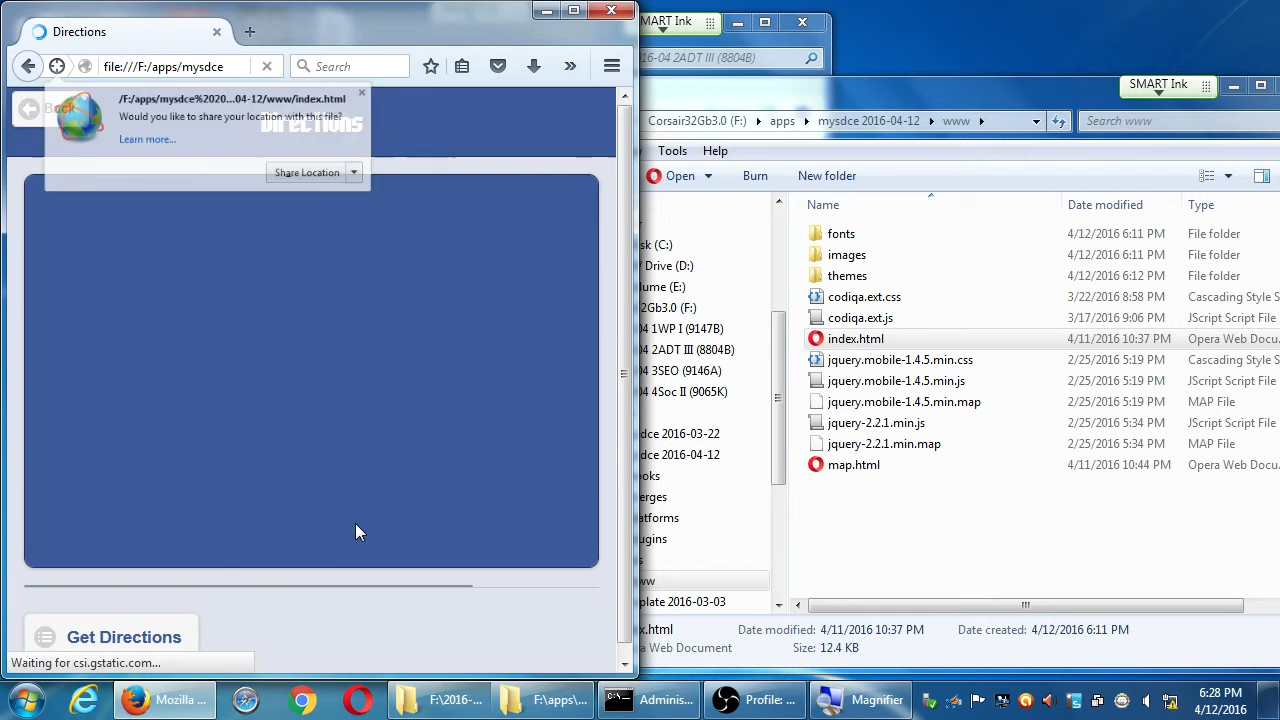 Directions
file:///F:/apps/mysdce
Search
/F:/apps/mysdce%2020...04-12/www/index.html
Would you like to share your location with this file?
Learn more...
Share Location
Back
DIRECTIONS
Get Directions
Waiting for csi.gstatic.com...
SMART Ink
16-04 2ADT III (8804B)
SMART Ink
Corsair32Gb3.0 (F:)
apps
mysdce 2016-04-12
www
Search www
Tools
Help
Open
Burn
New folder
Name
Date modified
Type
sk (C:)
/ Drive (D:)
lume (E:)
2Gb3.0 (F:)
04 1WP I (9147B)
04 2ADT III (8804B)
04 3SEO (9146A)
04 4Soc II (9065K)
dce 2016-03-22
dce 2016-04-12
oks
erges
atforms
ugins
s
ww
plate 2016-03-03
fonts 4/12/2016 6:11 PM File folder
images 4/12/2016 6:11 PM File folder
themes 4/12/2016 6:12 PM File folder
codiqa.ext.css 3/22/2016 8:58 PM Cascading Style S
codiqa.ext.js 3/17/2016 9:06 PM JScript Script File
index.html 4/11/2016 10:37 PM Opera Web Docu
jquery.mobile-1.4.5.min.css 2/25/2016 5:19 PM Cascading Style S
jquery.mobile-1.4.5.min.js 2/25/2016 5:19 PM JScript Script File
jquery.mobile-1.4.5.min.map 2/25/2016 5:19 PM MAP File
jquery-2.2.1.min.js 2/25/2016 5:34 PM JScript Script File
jquery-2.2.1.min.map 2/25/2016 5:34 PM MAP File
map.html 4/11/2016 10:44 PM Opera Web Docu
x.html Date modified: 4/11/2016 10:37 PM Date created: 4/12/2016 6:11 PM
ra Web Document Size: 12.4 KB
Mozilla ...
F:\2016-...
F:\apps\...
Adminis...
Profile: ...
Magnifier
6:28 PM
4/12/2016